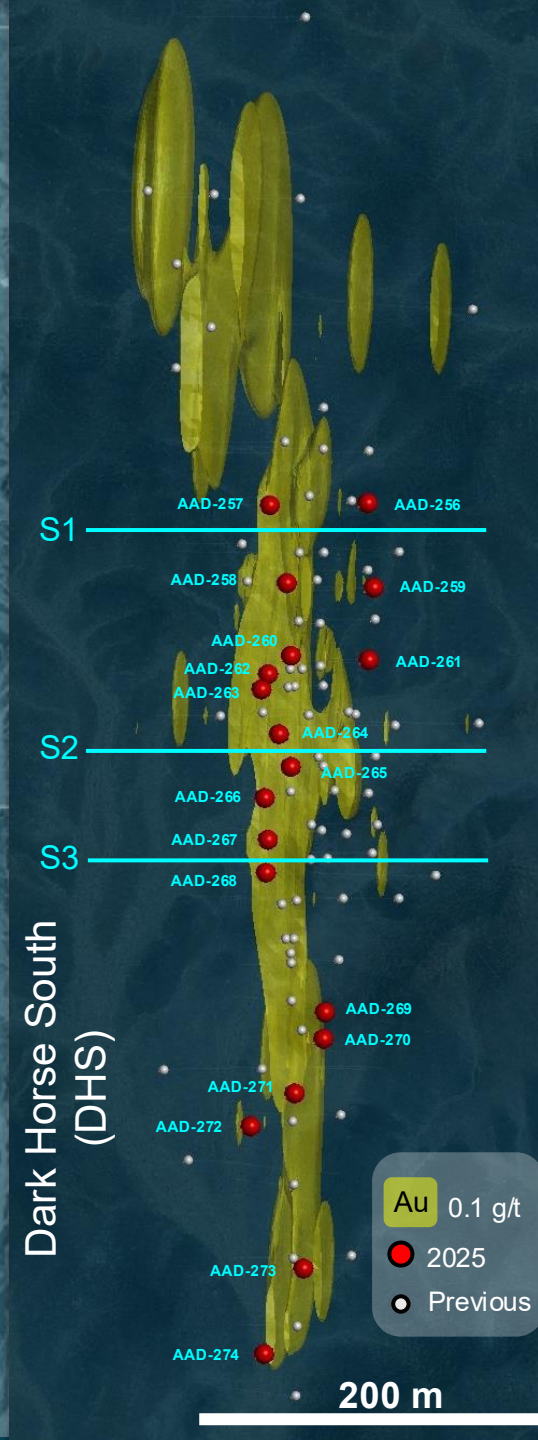 AAD-257
AAD-256
S1
AAD-258
AAD-259
AAD-260
AAD-261
AAD-262
AAD-263
AAD-264
S2
AAD-265
AAD-266
AAD-267
S3
AAD-268
Dark Horse South
(DHS)
AAD-269
AAD-270
AAD-271
AAD-272
AAD-273
AAD-274
Au 0.1 g/t
2025
Previous
200 m